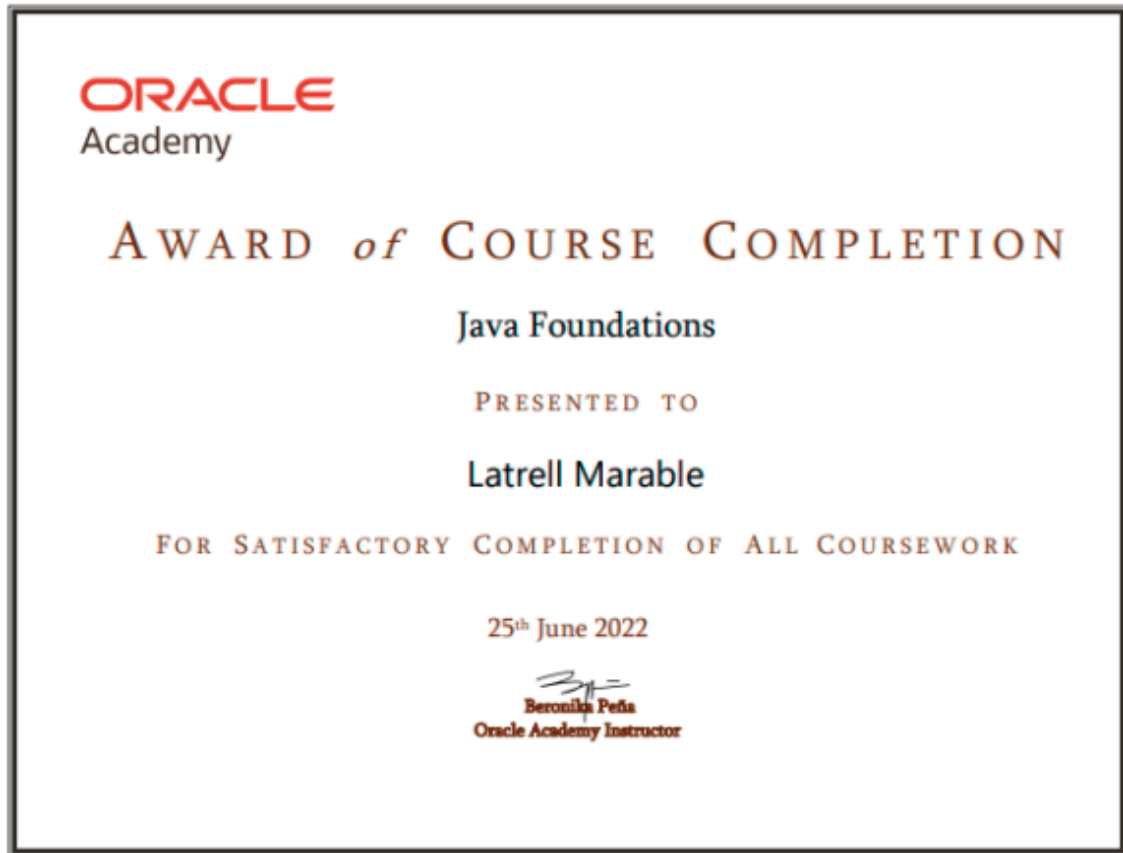 ORACLE
Academy
AWARD of COURSE COMPLETION
Java Foundations
PRESENTED TO
Latrell Marable
FOR SATISFACTORY COMPLETION OF ALL COURSEWORK
25th June 2022
Beronika Peña
Oracle Academy Instructor